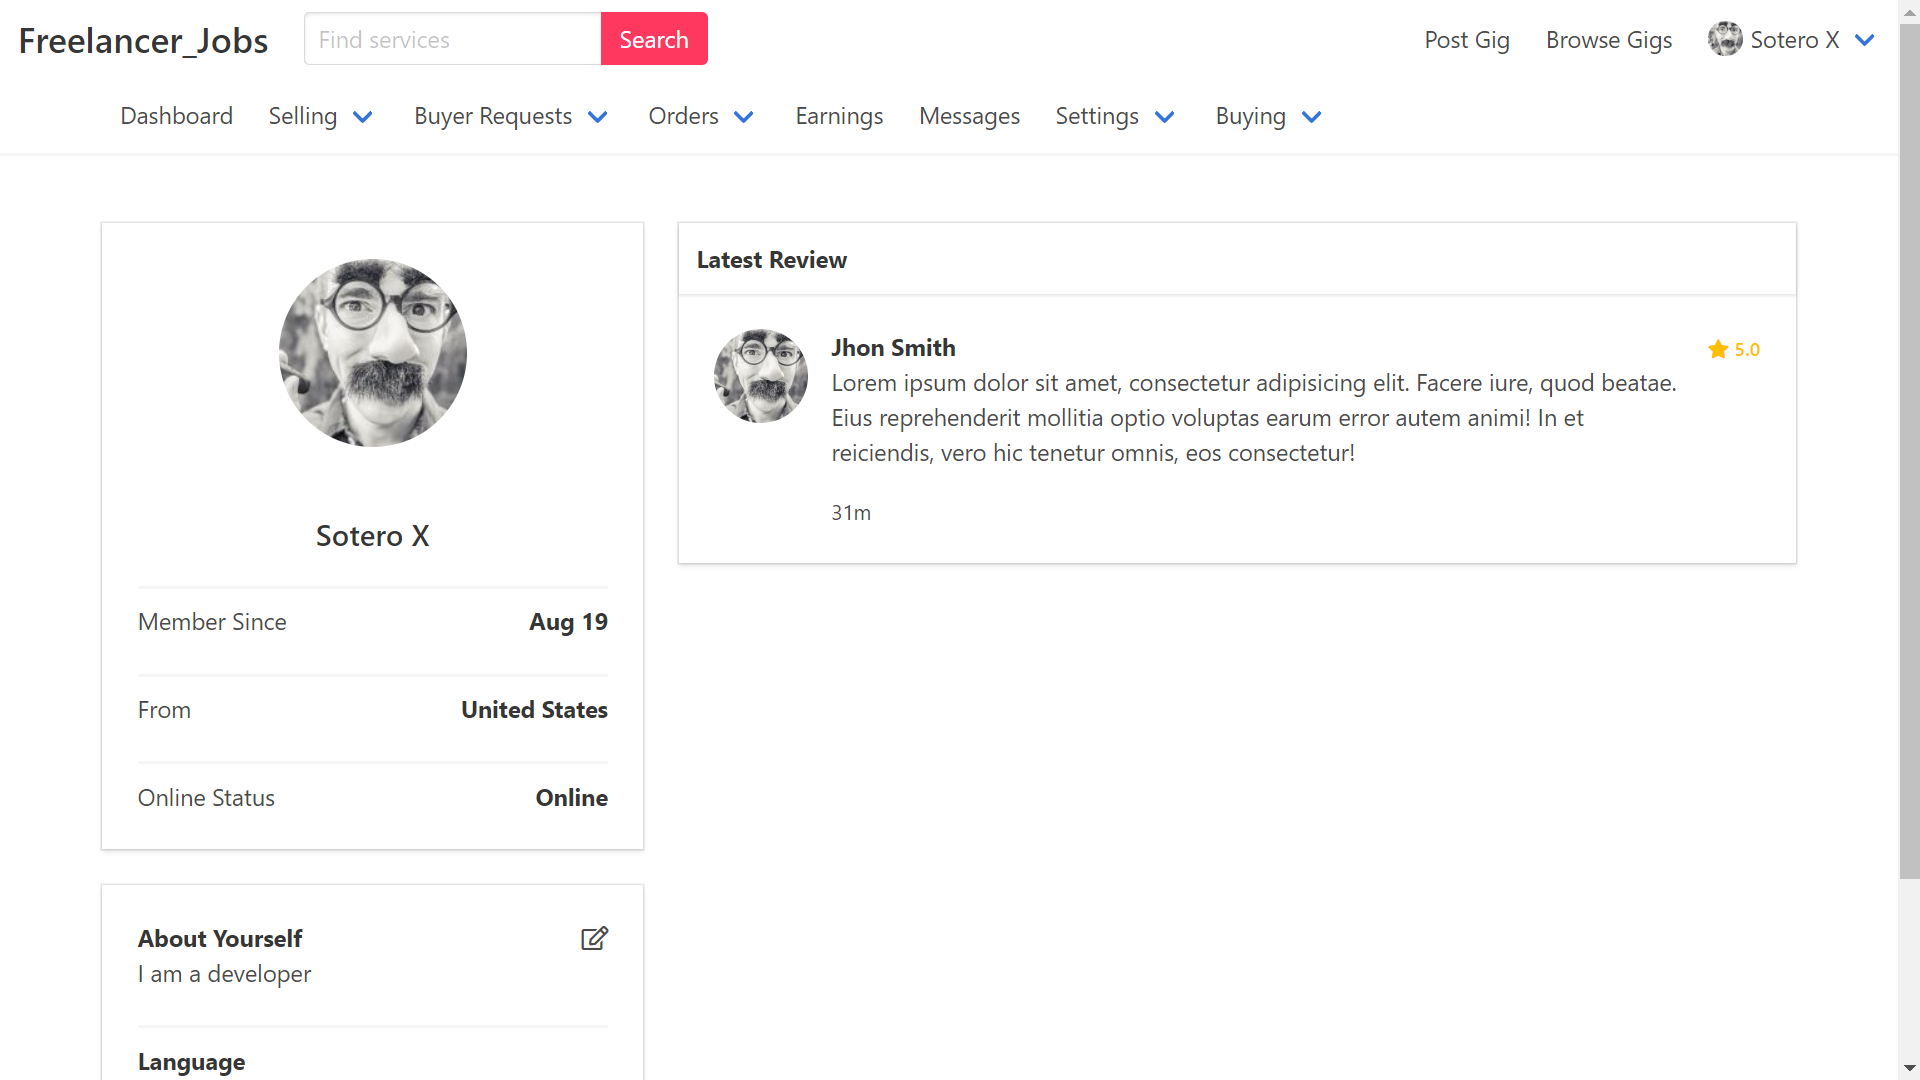 Freelancer_Jobs
Find services
Search
Post Gig
Browse Gigs
Sotero X
Dashboard
Selling
Buyer Requests
Orders
Earnings
Messages
Settings
Buying
Sotero X
Member Since
Aug 19
From
United States
Online Status
Online
About Yourself
I am a developer
Language
Latest Review
Jhon Smith
5.0
Lorem ipsum dolor sit amet, consectetur adipisicing elit. Facere iure, quod beatae.
Eius reprehenderit mollitia optio voluptas earum error autem animi! In et
reiciendis, vero hic tenetur omnis, eos consectetur!
31m